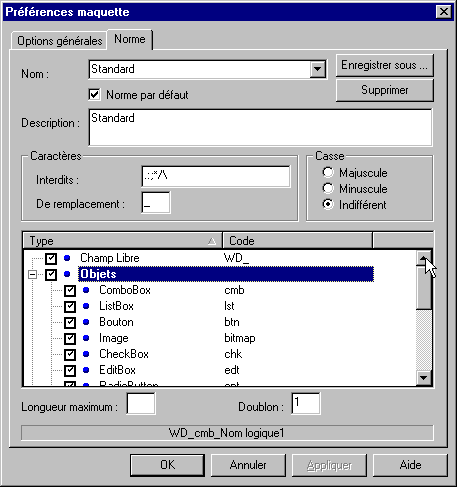 Préférences maquette
Options générales Norme
Nom : Standard Enregistrer sous ...
Norme par défaut Supprimer
Description : Standard
Caractères Casse
Interdits : .:;*/\ Majuscule
Minuscule
De remplacement : _ Indifférent
Type Code
Champ Libre WD_
Objets
ComboBox cmb
ListBox lst
Bouton btn
Image bitmap
CheckBox chk
EditBox edt
RadioButton opt
Longueur maximum : Doublon : 1
WD_cmb_Nom logique1
OK Annuler Appliquer Aide